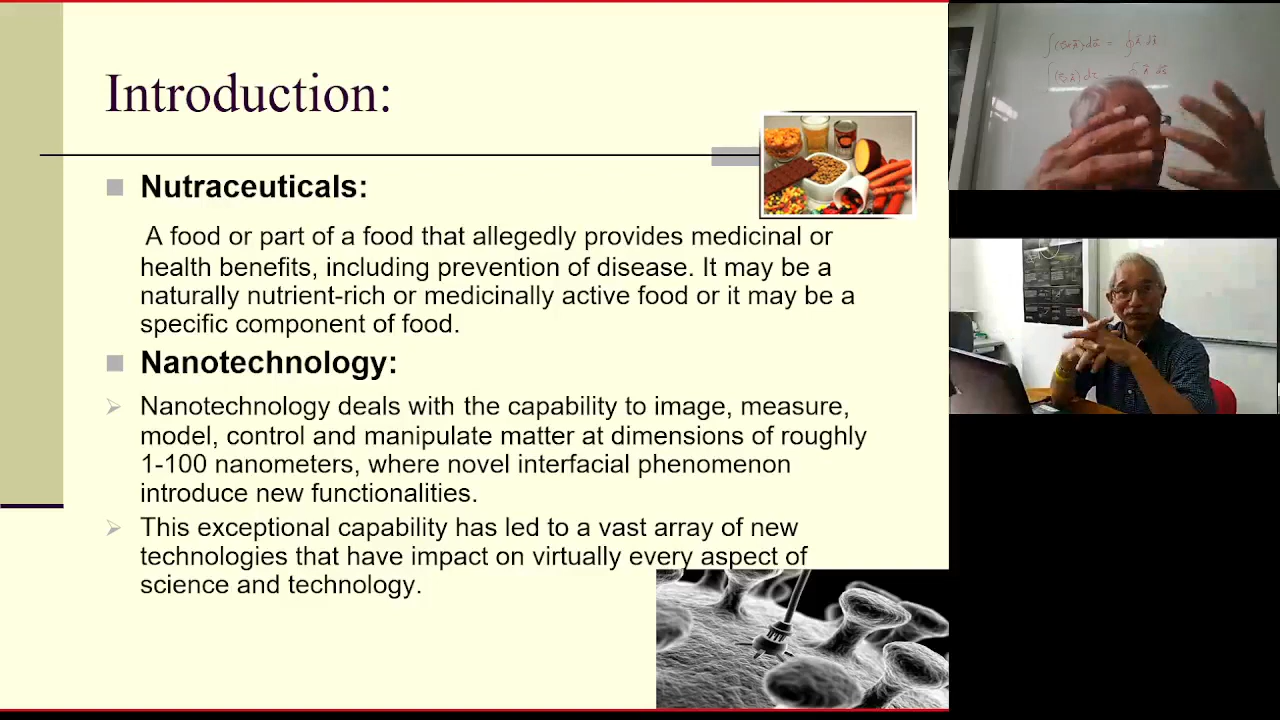 Introduction:
Nutraceuticals:
A food or part of a food that allegedly provides medicinal or
health benefits, including prevention of disease. It may be a
naturally nutrient-rich or medicinally active food or it may be a
specific component of food.
Nanotechnology:
Nanotechnology deals with the capability to image, measure,
model, control and manipulate matter at dimensions of roughly
1-100 nanometers, where novel interfacial phenomenon
introduce new functionalities.
This exceptional capability has led to a vast array of new
technologies that have impact on virtually every aspect of
science and technology.